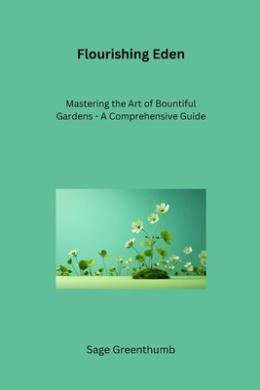 Flourishing Eden
Mastering the Art of Bountiful
Gardens - A Comprehensive Guide
Sage Greenthumb